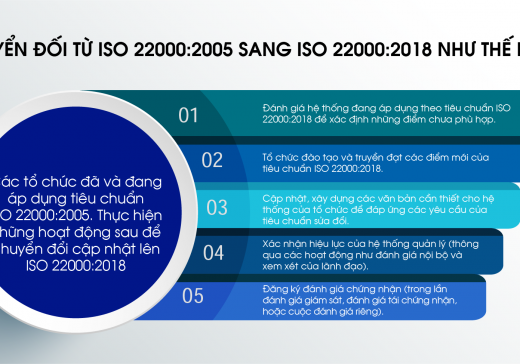 YỂN ĐỐI TỪ ISO 22000:2005 SANG ISO 22000:2018 NHƯ THẾ
01
Đánh giá hệ thống đang áp dụng theo tiêu chuẩn ISO
22000:2018 để xác định những điểm chưa phù hợp.
02
Tổ chức đào tạo và truyền đạt các điểm mới của
tiêu chuẩn ISO 22000:2018.
03
Cập nhật, xây dựng các văn bản cần thiết cho hệ
thống của tổ chức để đáp ứng các yêu cầu của
tiêu chuẩn sửa đổi.
04
Xác nhận hiệu lực của hệ thống quản lý (thông
qua các hoạt động như đánh giá nội bộ và
xem xét của lãnh đạo).
05
Đăng ký đánh giá chứng nhận (trong lần
đánh giá giám sát, đánh giá tái chứng nhận,
hoặc cuộc đánh giá riêng).
ác tổ chức đã và đang
áp dụng tiêu chuẩn
O 22000:2005. Thực hiện
hững hoạt động sau để
huyển đổi cập nhật lên
ISO 22000:2018